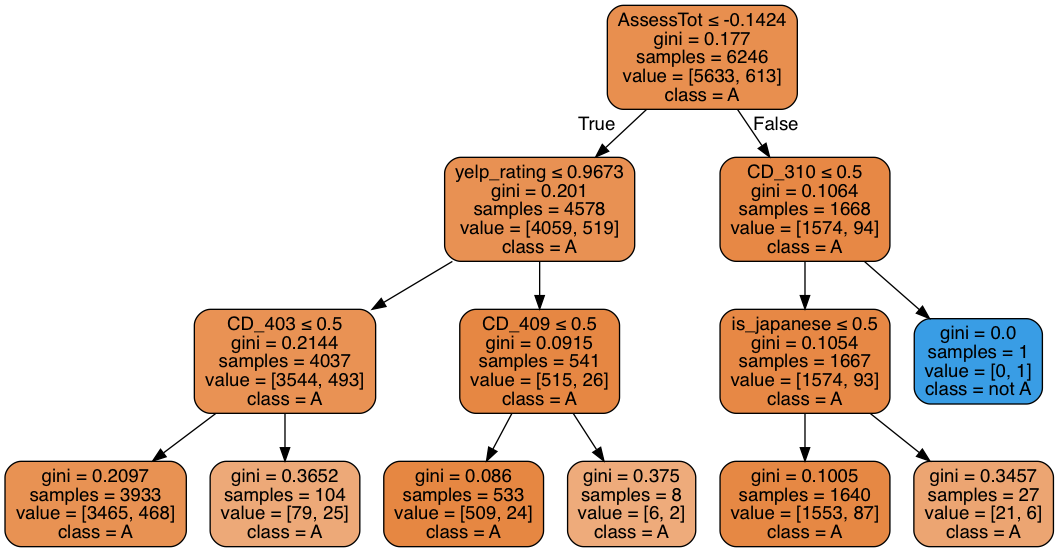 AssessTot ≤ -0.1424
gini = 0.177
samples = 6246
value = [5633, 613]
class = A
True
False
yelp_rating ≤ 0.9673
gini = 0.201
samples = 4578
value = [4059, 519]
class = A
CD_310 ≤ 0.5
gini = 0.1064
samples = 1668
value = [1574, 94]
class = A
CD_403 ≤ 0.5
gini = 0.2144
samples = 4037
value = [3544, 493]
class = A
CD_409 ≤ 0.5
gini = 0.0915
samples = 541
value = [515, 26]
class = A
is_japanese ≤ 0.5
gini = 0.1054
samples = 1667
value = [1574, 93]
class = A
gini = 0.0
samples = 1
value = [0, 1]
class = not A
gini = 0.2097
samples = 3933
value = [3465, 468]
class = A
gini = 0.3652
samples = 104
value = [79, 25]
class = A
gini = 0.086
samples = 533
value = [509, 24]
class = A
gini = 0.375
samples = 8
value = [6, 2]
class = A
gini = 0.1005
samples = 1640
value = [1553, 87]
class = A
gini = 0.3457
samples = 27
value = [21, 6]
class = A